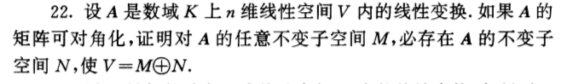 22. 设 A 是数域 K 上 n 维线性空间 V 内的线性变换. 如果 A 的
矩阵可对角化,证明对 A 的任意不变子空间 M,必存在 A 的不变子
空间 N,使 V=M⊕N.